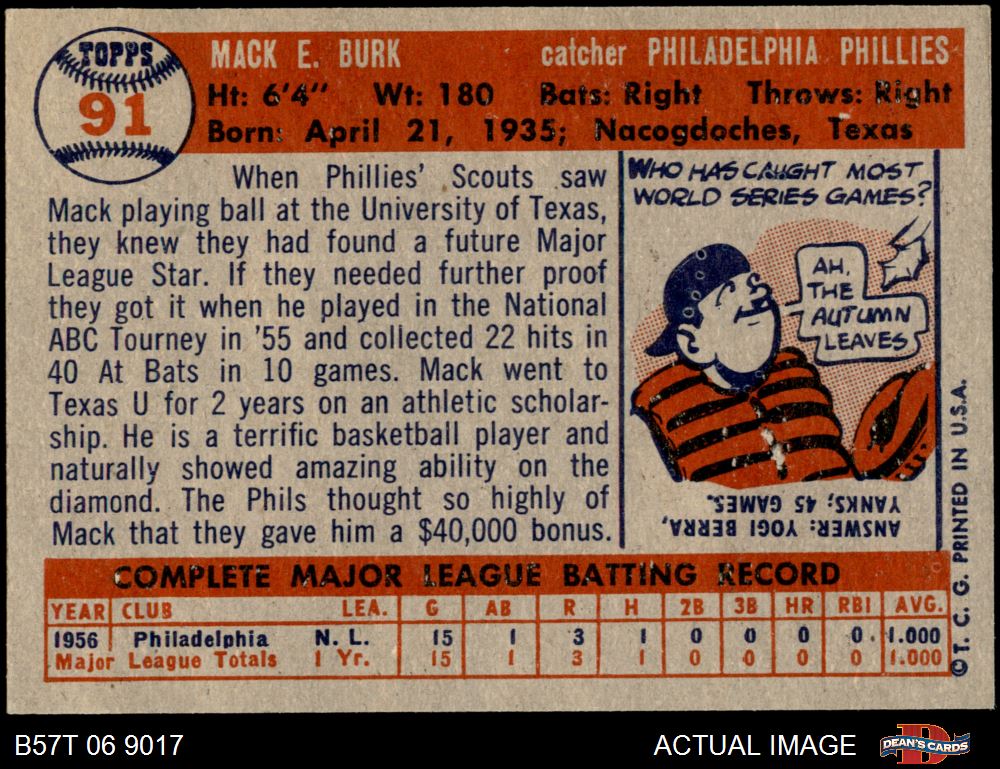 TOPPS
91
MACK E. BURK catcher PHILADELPHIA PHILLIES
Ht: 6'4" Wt: 180 Bats: Right Throws: Right
Born: April 21, 1935; Nacogdoches, Texas
When Phillies' Scouts saw
Mack playing ball at the University of Texas,
they knew they had found a future Major
League Star. If they needed further proof
they got it when he played in the National
ABC Tourney in '55 and collected 22 hits in
40 At Bats in 10 games. Mack went to
Texas U for 2 years on an athletic scholar-
ship. He is a terrific basketball player and
naturally showed amazing ability on the
diamond. The Phils thought so highly of
Mack that they gave him a $40,000 bonus.
WHO HAS CAUGHT MOST
WORLD SERIES GAMES?
AH,
THE
AUTUMN
LEAVES
ANSWER: YOGI BERRA,
YANKS; 45 GAMES.
COMPLETE MAJOR LEAGUE BATTING RECORD
YEAR CLUB LEA. G AB R H 2B 3B HR RBI AVG.
1956 Philadelphia N. L. 15 1 3 1 0 0 0 0 1.000
Major League Totals 1 Yr. 15 1 3 1 0 0 0 0 1.000
© T. C. G. PRINTED IN U.S.A.
B57T 06 9017 ACTUAL IMAGE
DEAN'S CARDS